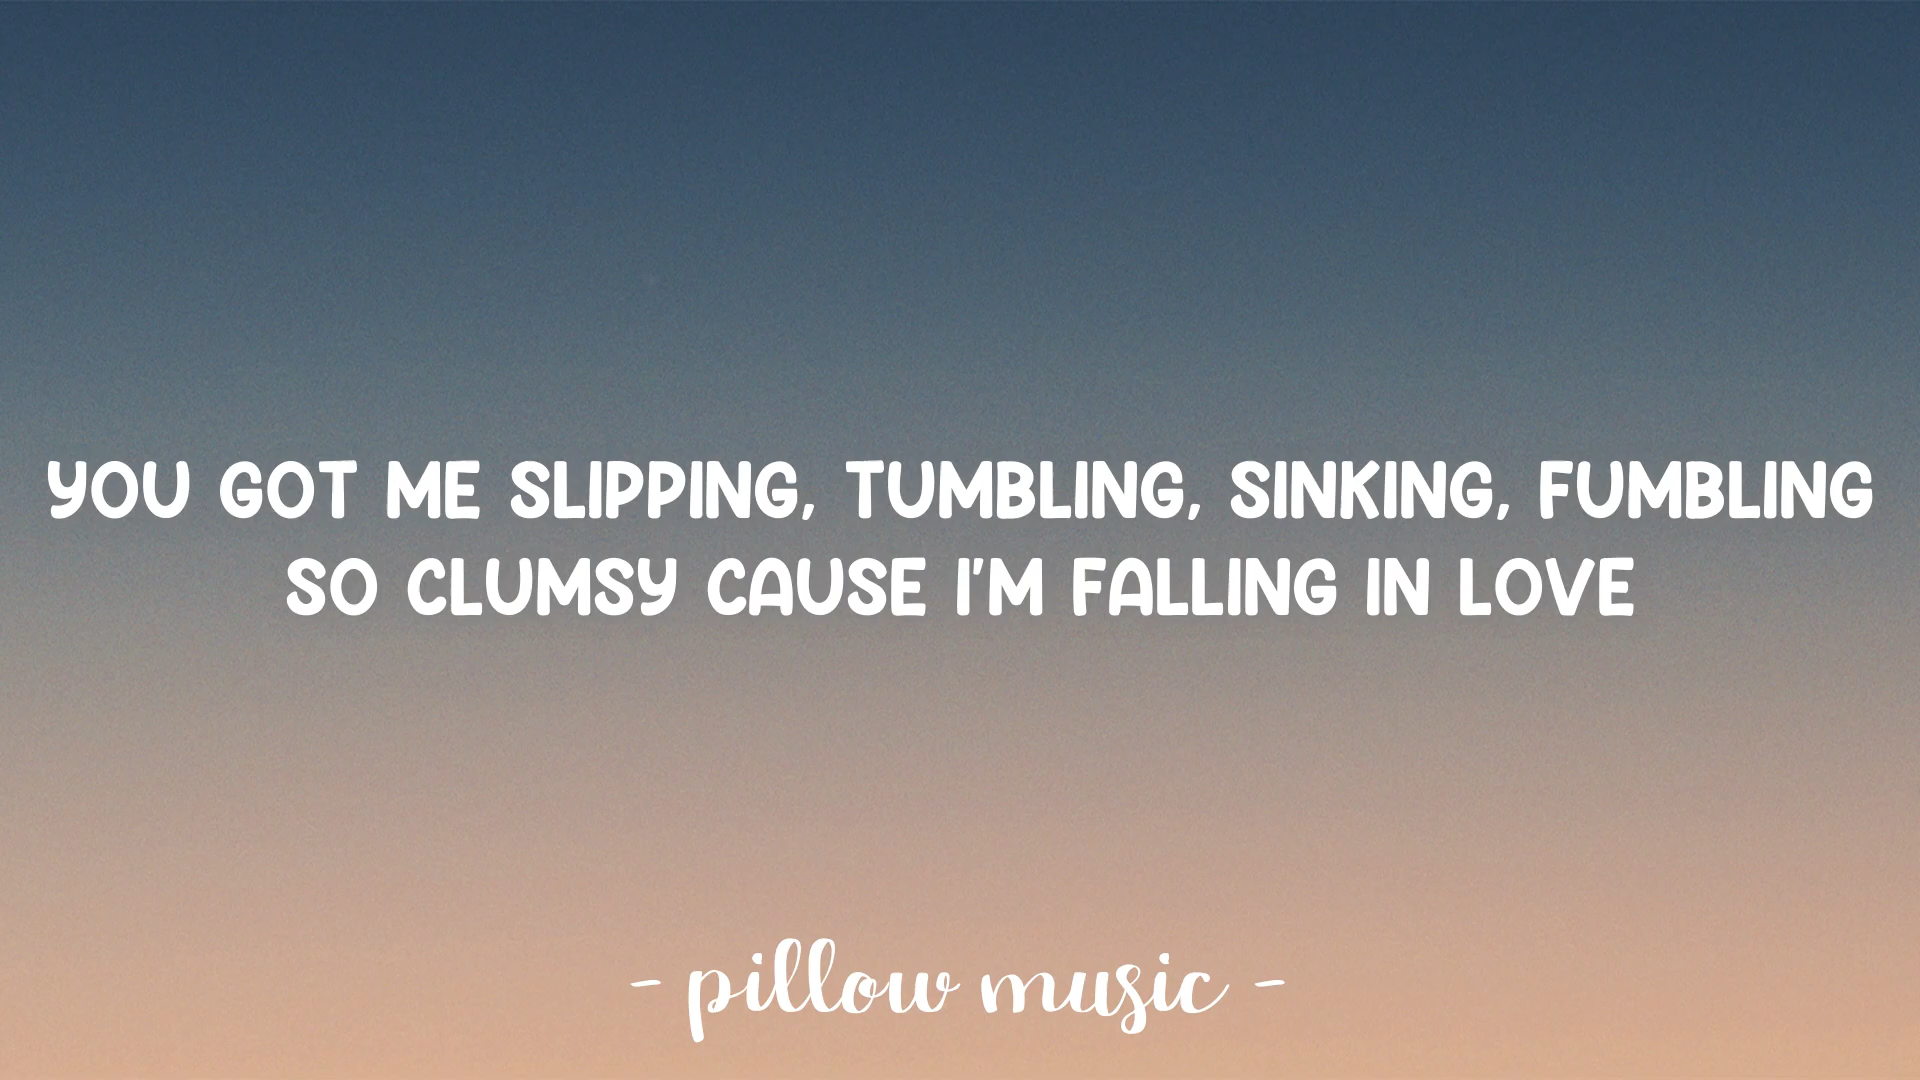 YOU GOT ME SLIPPING, TUMBLING, SINKING, FUMBLING
SO CLUMSY CAUSE I'M FALLING IN LOVE
- pillow music -